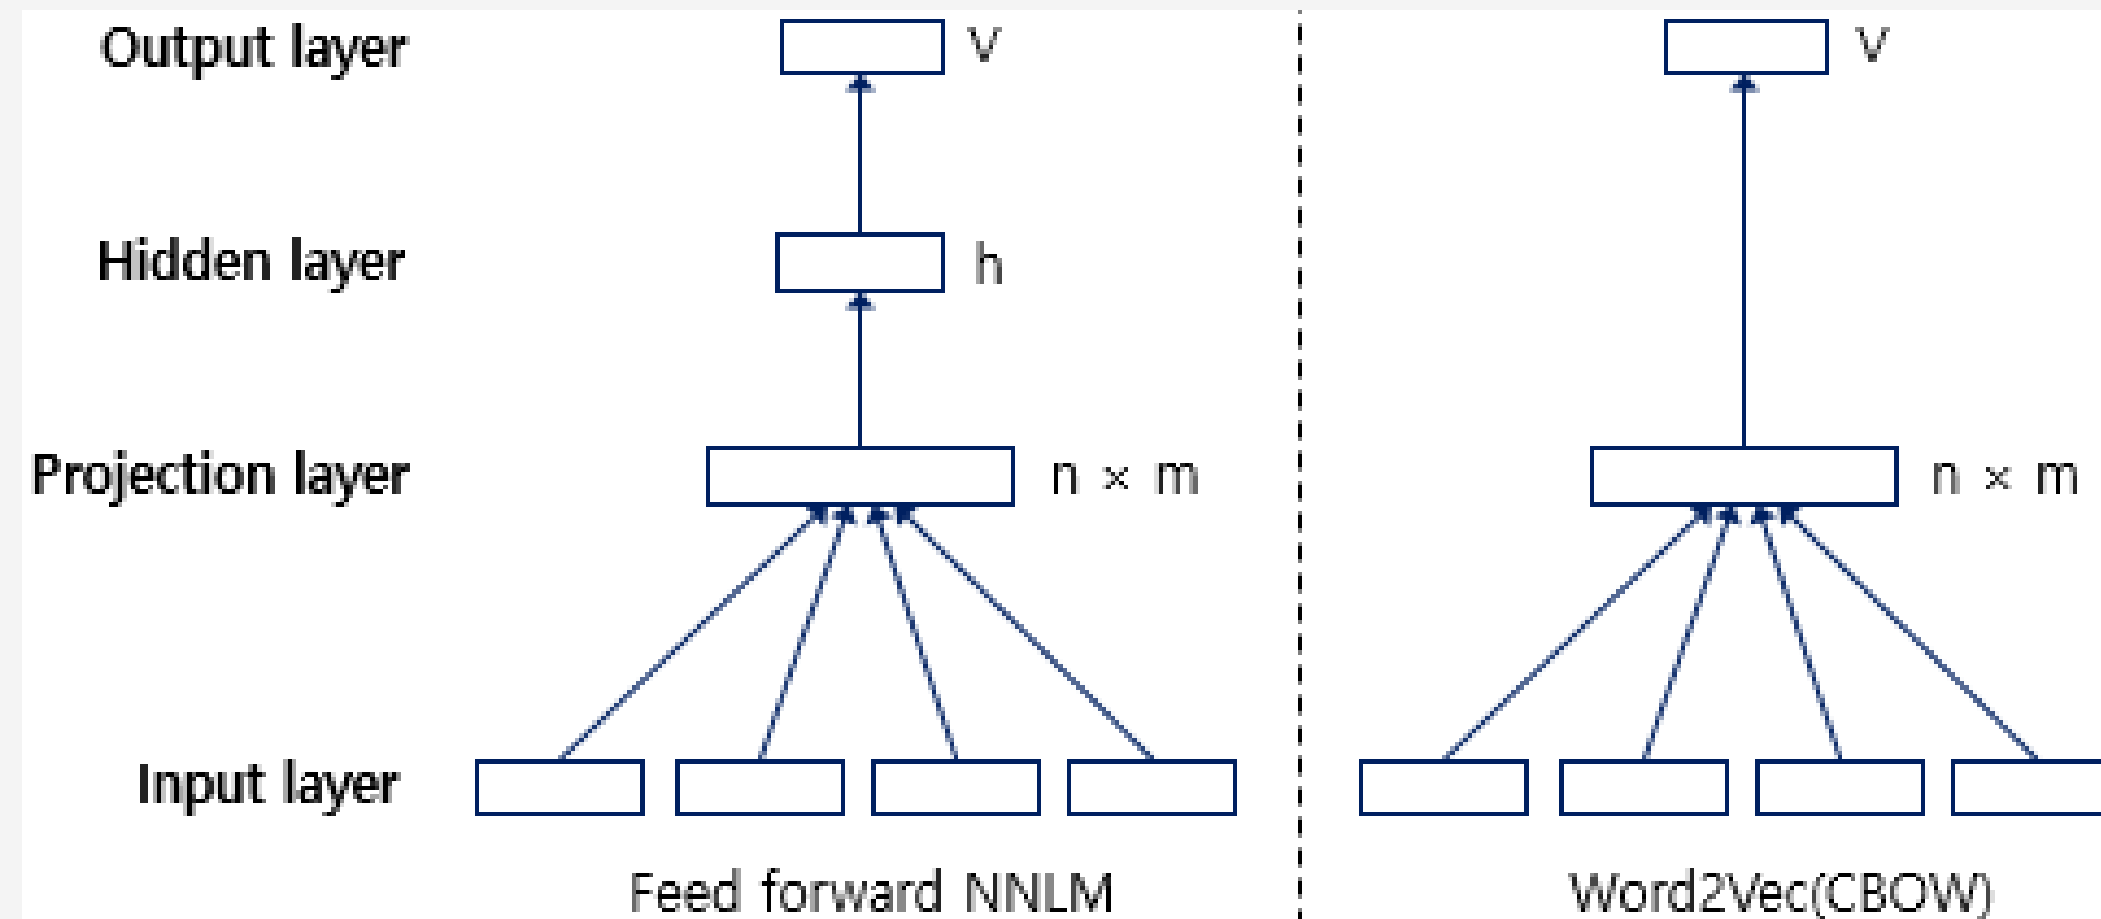 Output layer V V
Hidden layer h
Projection layer n × m n × m
Input layer
Feed forward NNLM Word2Vec(CBOW)